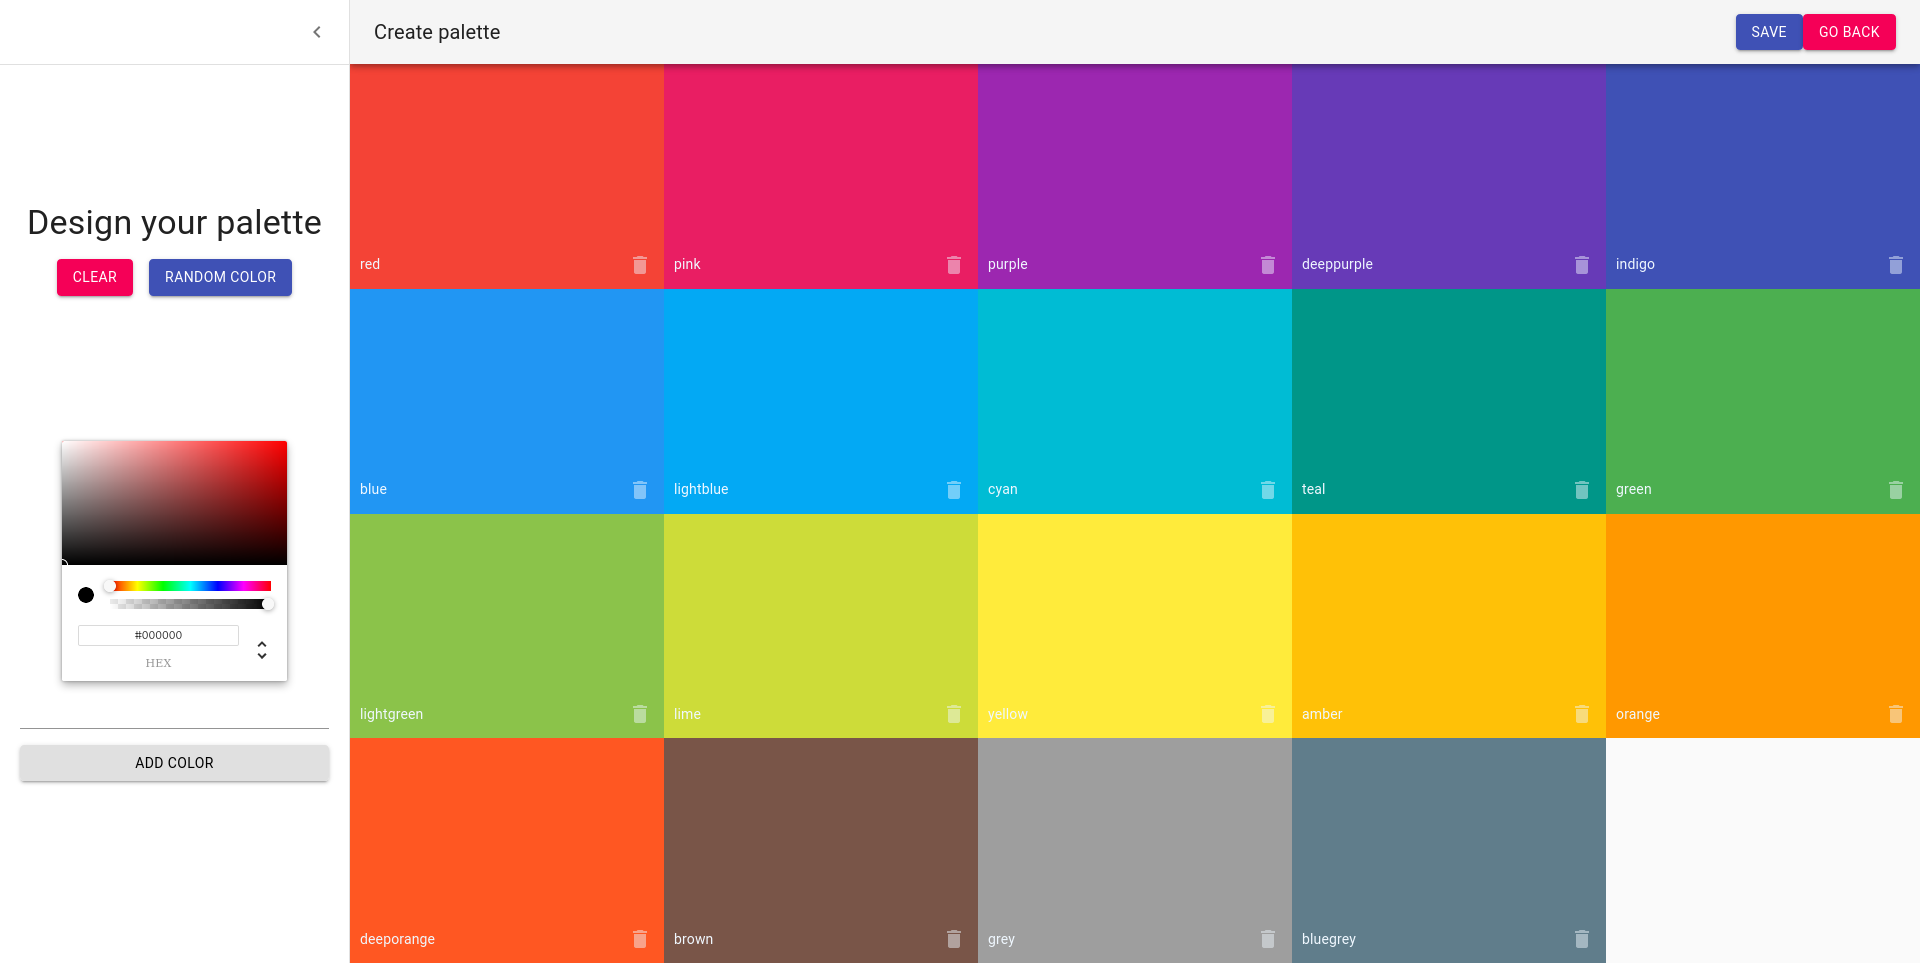 Create palette
SAVE
GO BACK
Design your palette
CLEAR
RANDOM COLOR
#000000
HEX
ADD COLOR
red
pink
purple
deeppurple
indigo
blue
lightblue
cyan
teal
green
lightgreen
lime
yellow
amber
orange
deeporange
brown
grey
bluegrey